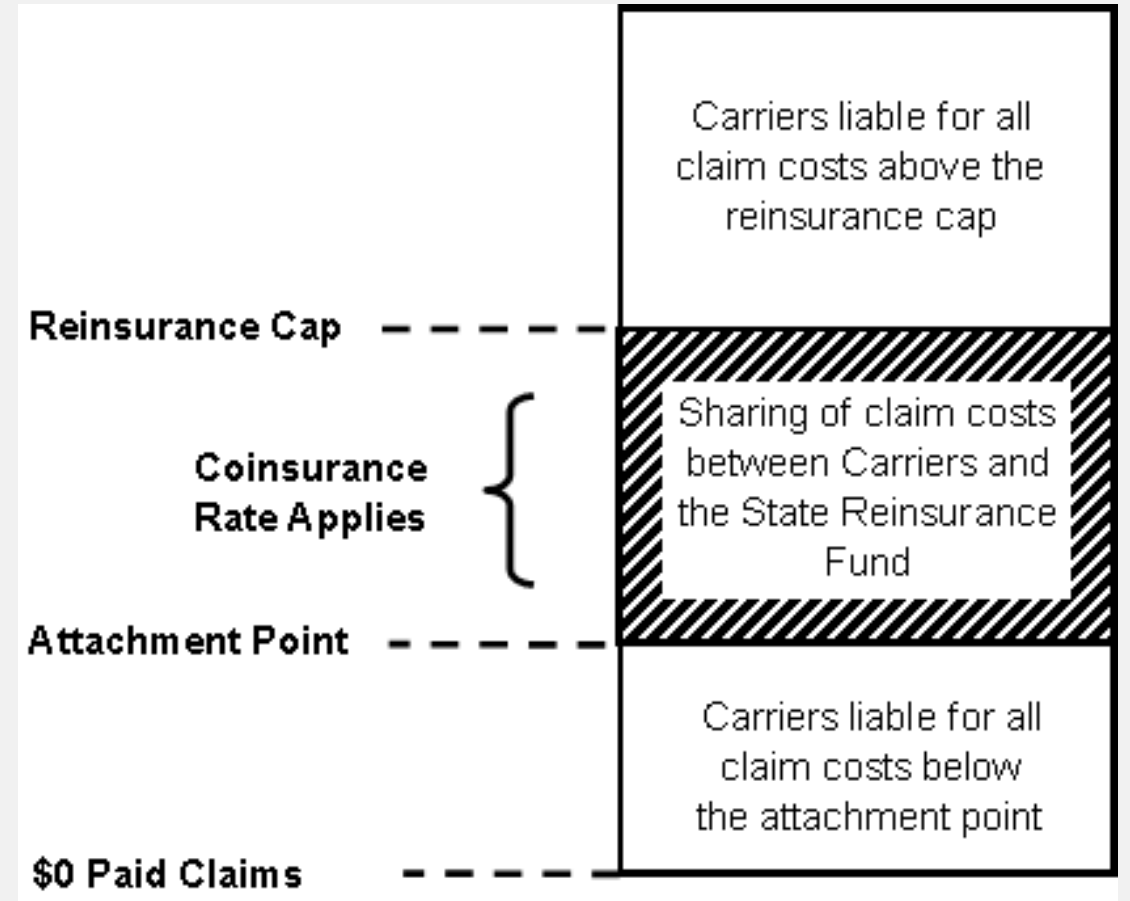 Carriers liable for all
claim costs above the
reinsurance cap
Reinsurance Cap
Sharing of claim costs
between Carriers and
the State Reinsurance
Fund
Coinsurance
Rate Applies
Attachment Point
Carriers liable for all
claim costs below
the attachment point
$0 Paid Claims